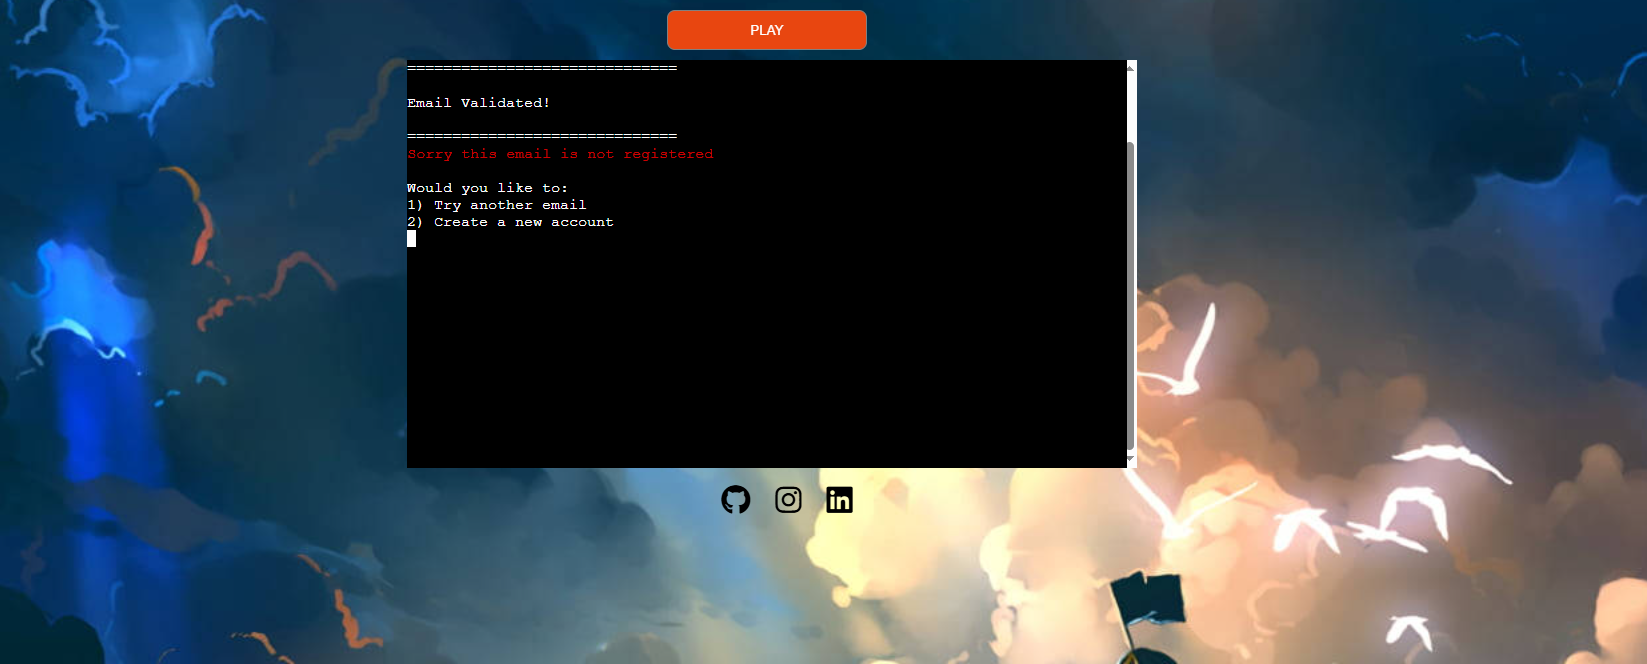 PLAY
==============================
Email Validated!
==============================
Sorry this email is not registered
Would you like to:
1) Try another email
2) Create a new account